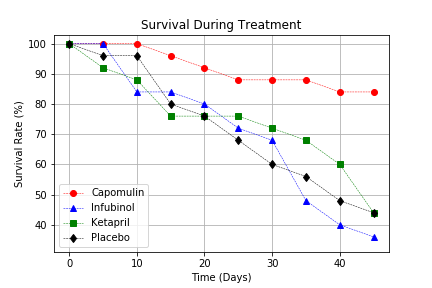 Survival During Treatment
Survival Rate (%)
100
90
80
70
60
50
40
Capomulin
Infubinol
Ketapril
Placebo
0
10
20
30
40
Time (Days)